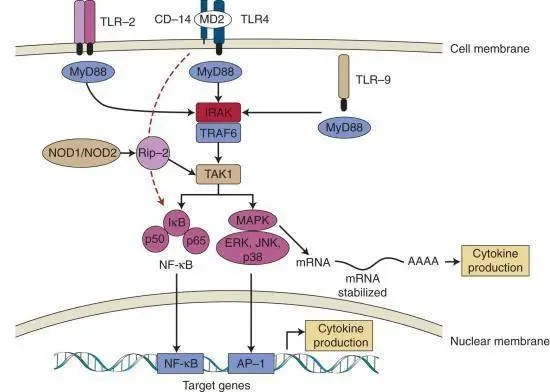 TLR–2
CD–14
MD2
TLR4
Cell membrane
MyD88
MyD88
TLR–9
IRAK
MyD88
TRAF6
NOD1/NOD2
Rip–2
TAK1
IκB
p50
p65
MAPK
ERK, JNK,
p38
NF-κB
mRNA
mRNA
stabilized
AAAA
Cytokine
production
Cytokine
production
Nuclear membrane
NF-κB
AP–1
Target genes